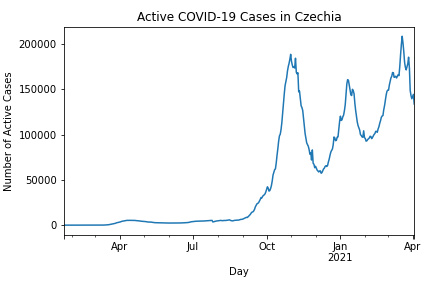 Active COVID-19 Cases in Czechia
Number of Active Cases
200000
150000
100000
50000
0
Apr Jul Oct Jan Apr
2021
Day